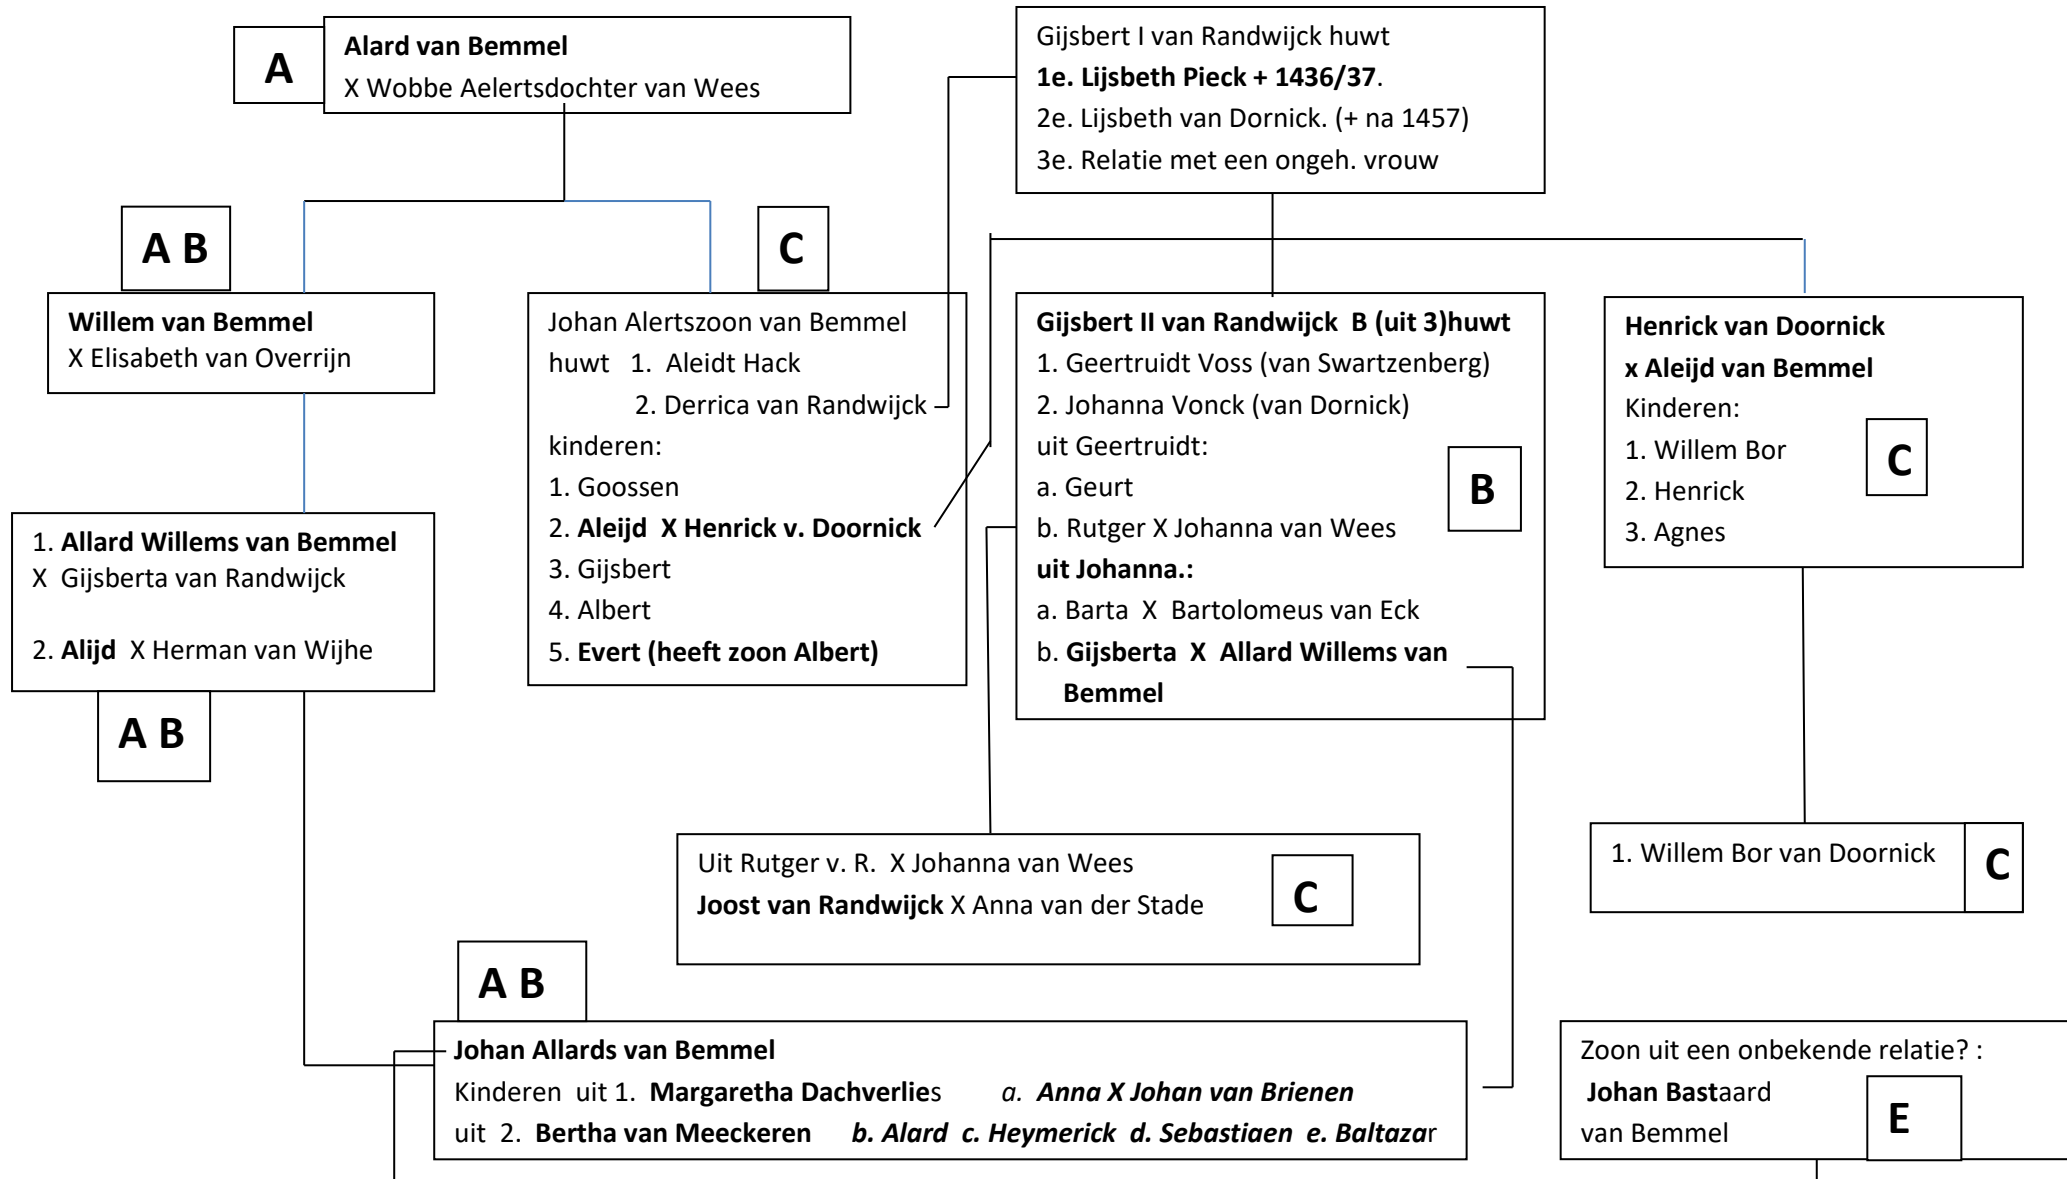 A
Alard van Bemmel
X Wobbe Aelertsdochter van Wees
Gijsbert I van Randwijck huwt
1e. Lijsbeth Pieck + 1436/37.
2e. Lijsbeth van Dornick. (+ na 1457)
3e. Relatie met een ongeh. vrouw
A B
Willem van Bemmel
X Elisabeth van Overrijn
C
Johan Alertszoon van Bemmel
huwt 1. Aleidt Hack
2. Derrica van Randwijck
kinderen:
1. Goossen
2. Aleijd X Henrick v. Doornick
3. Gijsbert
4. Albert
5. Evert (heeft zoon Albert)
Gijsbert II van Randwijck B (uit 3)huwt
1. Geertruidt Voss (van Swartzenberg)
2. Johanna Vonck (van Dornick)
uit Geertruidt:
a. Geurt
b. Rutger X Johanna van Wees
uit Johanna.:
a. Barta X Bartolomeus van Eck
b. Gijsberta X Allard Willems van
Bemmel
B
Henrick van Doornick
x Aleijd van Bemmel
Kinderen:
1. Willem Bor
2. Henrick
3. Agnes
C
1. Allard Willems van Bemmel
X Gijsberta van Randwijck
2. Alijd X Herman van Wijhe
A B
Uit Rutger v. R. X Johanna van Wees
Joost van Randwijck X Anna van der Stade
C
1. Willem Bor van Doornick
C
A B
Johan Allards van Bemmel
Kinderen uit 1. Margaretha Dachverlies a. Anna X Johan van Brienen
uit 2. Bertha van Meeckeren b. Alard c. Heymerick d. Sebastiaen e. Baltazar
Zoon uit een onbekende relatie? :
Johan Bastaard
van Bemmel
E